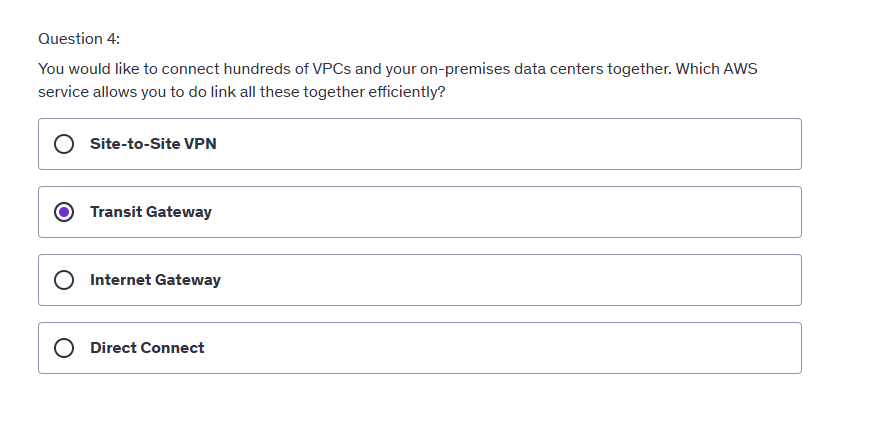 Question 4:
You would like to connect hundreds of VPCs and your on-premises data centers together. Which AWS
service allows you to do link all these together efficiently?
Site-to-Site VPN
Transit Gateway
Internet Gateway
Direct Connect